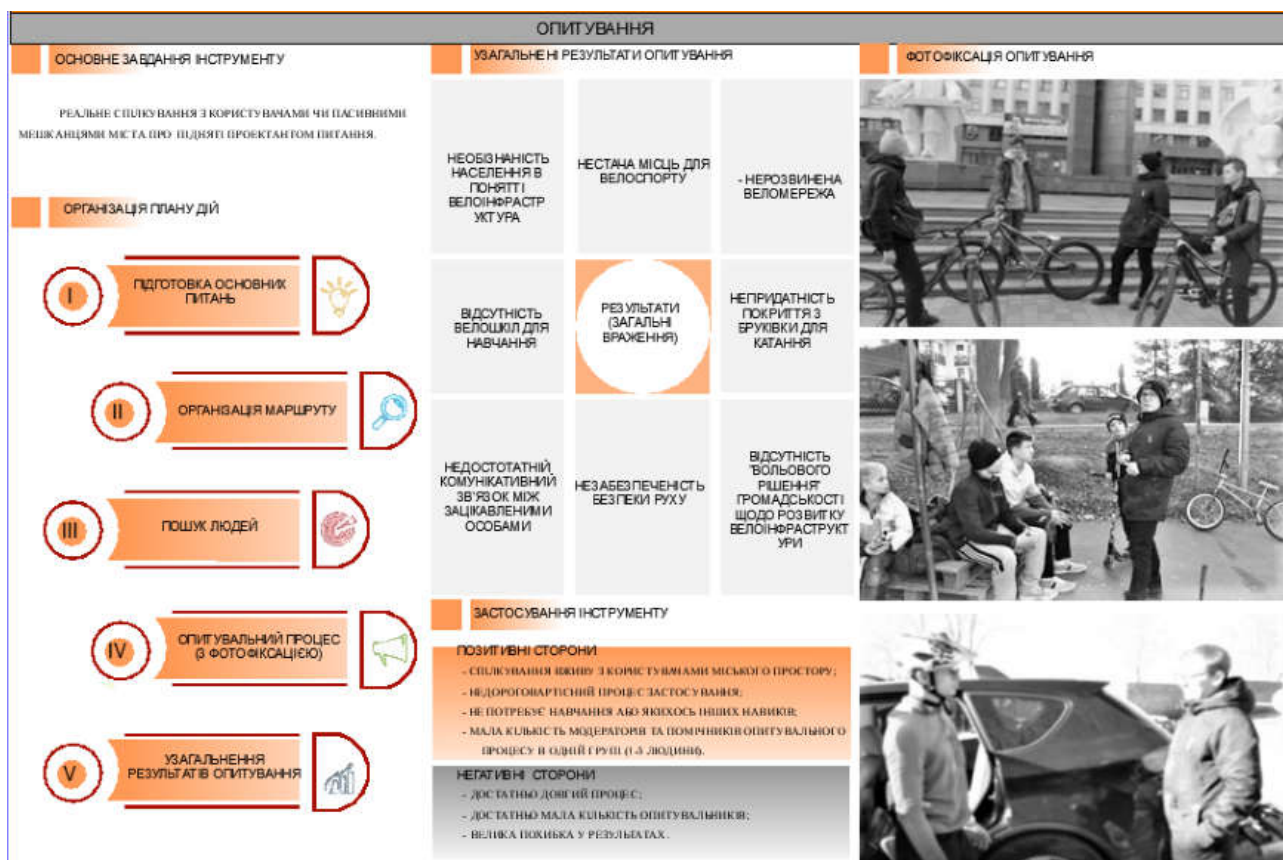 ОПИТУВАННЯ
ОСНОВНЕ ЗАВДАННЯ ІНСТРУМЕНТУ
РЕАЛЬНЕ СПІЛКУВАННЯ З КОРИСТУВАЧАМИ ЧИ ПАСИВНИМИ
МЕШКАНЦЯМИ МІСТА ПРО ПІДНЯТІ ПРОЕКТАНТОМ ПИТАННЯ.
ОРГАНІЗАЦІЯ ПЛАНУ ДІЙ
I
ПІДГОТОВКА ОСНОВНИХ
ПИТАНЬ
II
ОРГАНІЗАЦІЯ МАРШРУТУ
III
ПОШУК ЛЮДЕЙ
IV
ОПИТУВАЛЬНИЙ ПРОЦЕС
(З ФОТОФІКСАЦІЄЮ)
V
УЗАГАЛЬНЕННЯ
РЕЗУЛЬТАТІВ ОПИТУВАННЯ
УЗАГАЛЬНЕНІ РЕЗУЛЬТАТИ ОПИТУВАННЯ
НЕОБІЗНАНІСТЬ
НАСЕЛЕННЯ В
ПОНЯТТІ
ВЕЛОІНФРАСТР
УКТУРА
НЕСТАЧА МІСЦЬ ДЛЯ
ВЕЛОСПОРТУ
- НЕРОЗВИНЕНА
ВЕЛОМЕРЕЖА
ВІДСУТНІСТЬ
ВЕЛОШКІЛ ДЛЯ
НАВЧАННЯ
РЕЗУЛЬТАТИ
(ЗАГАЛЬНІ
ВРАЖЕННЯ)
НЕПРИДАТНІСТЬ
ПОКРИТТЯ З
БРУКІВКИ ДЛЯ
КАТАННЯ
НЕДОСТОТАТНІЙ
КОМУНІКАТИВНИЙ
ЗВ'ЯЗОК МІЖ
ЗАЦІКАВЛЕНИМИ
ОСОБАМИ
НЕЗАБЕЗПЕЧЕНІСТЬ
БЕЗПЕКИ РУХУ
ВІДСУТНІСТЬ
"ВОЛЬОВОГО
РІШЕННЯ"
ГРОМАДСЬКОСТІ
ЩОДО РОЗВИТКУ
ВЕЛОІНФРАСТРУКТ
УРИ
ЗАСТОСУВАННЯ ІНСТРУМЕНТУ
ПОЗИТИВНІ СТОРОНИ
- СПІЛКУВАННЯ ВЖИВУ З КОРИСТУВАЧАМИ МІСЬКОГО ПРОСТОРУ;
- НЕДОРОГОВАРТІСНИЙ ПРОЦЕС ЗАСТОСУВАННЯ;
- НЕ ПОТРЕБУЄ НАВЧАННЯ АБО ЯКИХОСЬ ІНШИХ НАВИКІВ;
- МАЛА КІЛЬКІСТЬ МОДЕРАТОРІВ ТА ПОМІЧНИКІВ ОПИТУВАЛЬНОГО
ПРОЦЕСУ В ОДНІЙ ГРУПІ (1-3 ЛЮДИНИ).
НЕГАТИВНІ СТОРОНИ
- ДОСТАТНЬО ДОВГИЙ ПРОЦЕС;
- ДОСТАТНЬО МАЛА КІЛЬКІСТЬ ОПИТУВАЛЬНИКІВ;
- ВЕЛИКА ПОХИБКА У РЕЗУЛЬТАТАХ.
ФОТОФІКСАЦІЯ ОПИТУВАННЯ